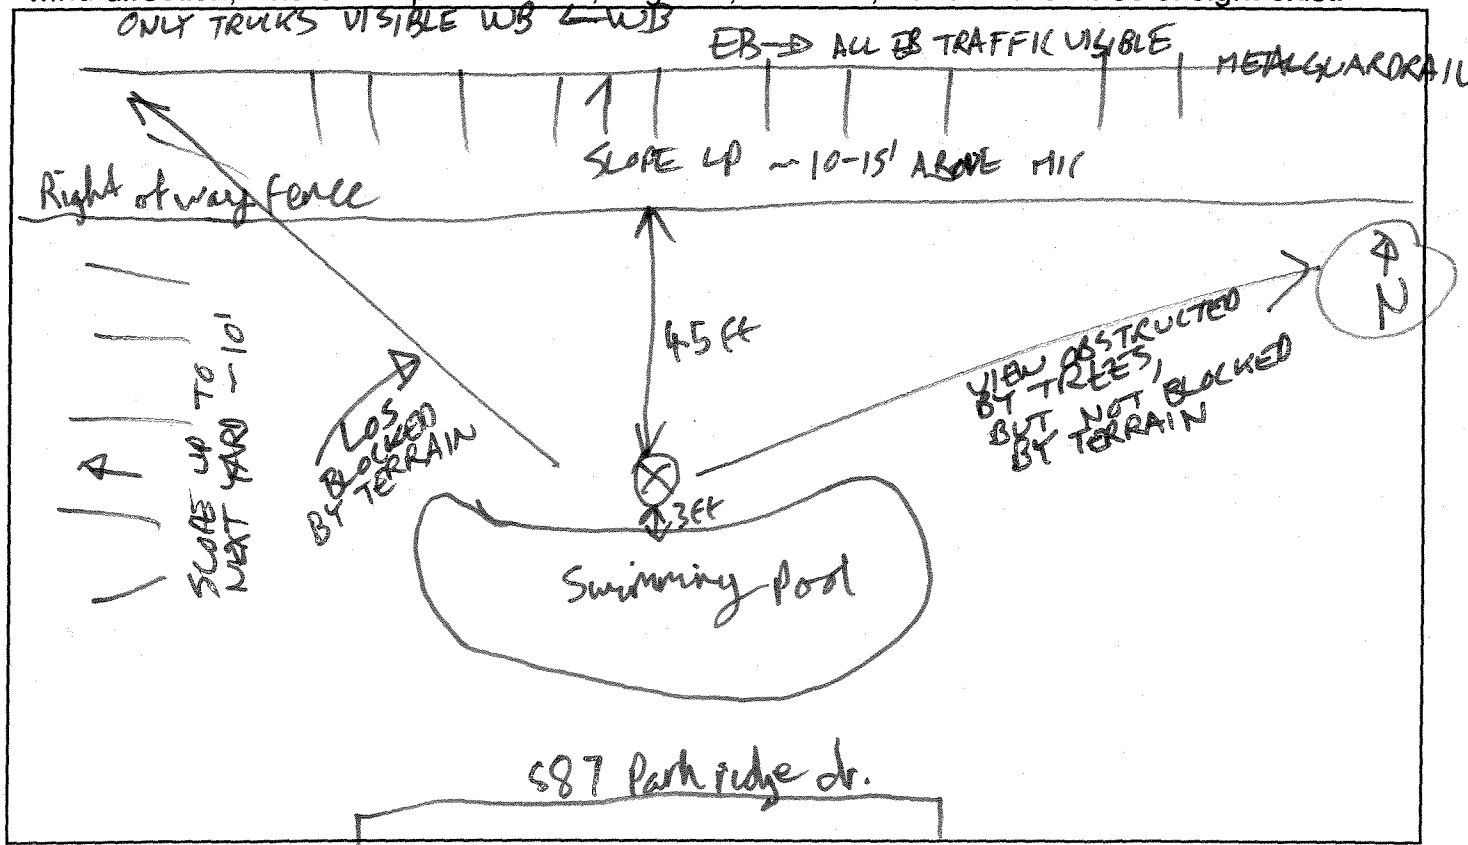 ONLY TRUCKS VISIBLE WB ← WB
EB → ALL EB TRAFFIC VISIBLE
METAL GUARDRAIL
SLOPE UP ~10-15' ABOVE MIC
Right of way fence
N
45 ft
VIEW OBSTRUCTED
BY TREES,
BUT NOT BLOCKED
BY TERRAIN
LOS
BLOCKED
BY TERRAIN
SLOPE UP TO
NEXT YARD ~10'
3ft
Swimming Pool
587 Parkridge dr.